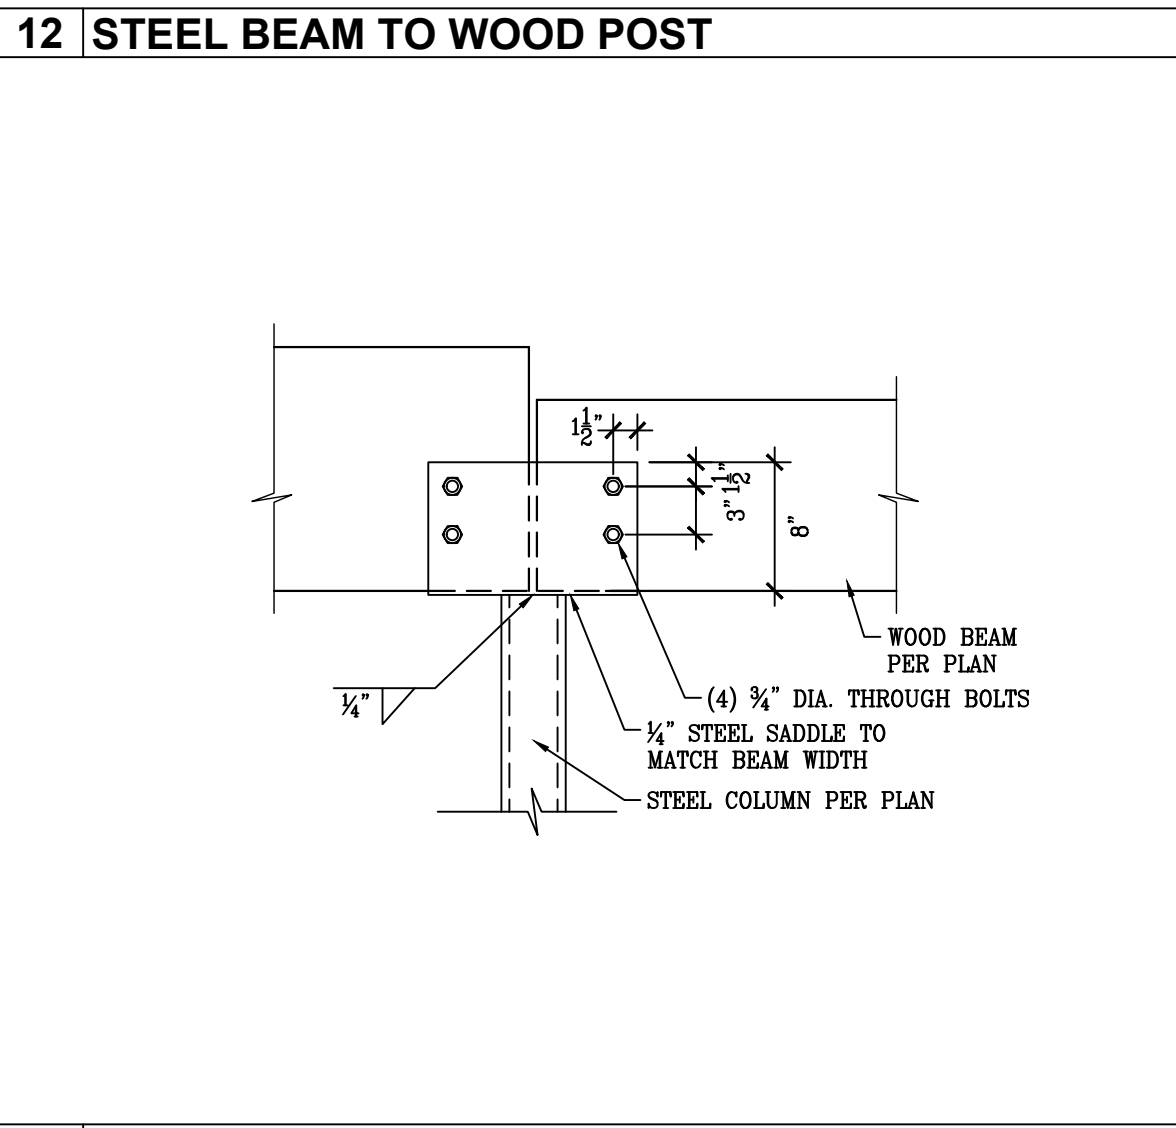 12 STEEL BEAM TO WOOD POST
1½"
1½"
3"
8"
WOOD BEAM
PER PLAN
¼"
(4) ¾" DIA. THROUGH BOLTS
¼" STEEL SADDLE TO
MATCH BEAM WIDTH
STEEL COLUMN PER PLAN